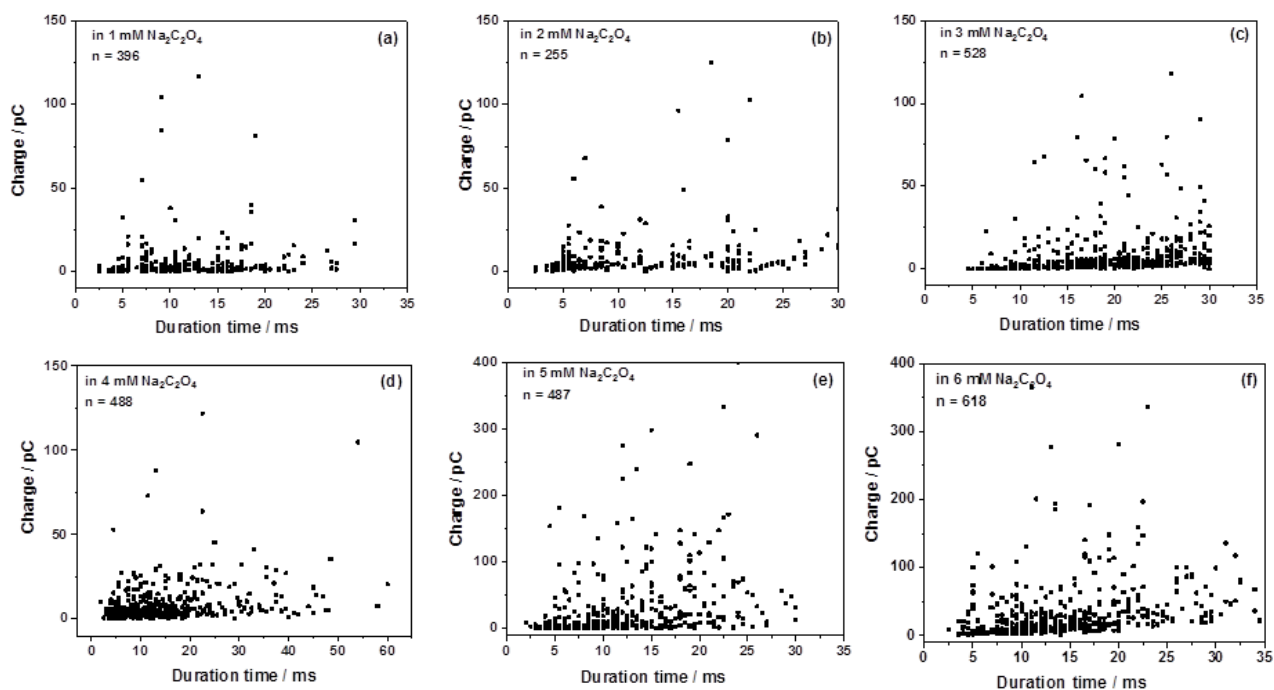 in 1 mM Na₂C₂O₄
n = 396
(a)
Charge / pC
150
100
50
0
0 5 10 15 20 25 30 35
Duration time / ms
in 2 mM Na₂C₂O₄
n = 255
(b)
Charge / pC
150
100
50
0
0 5 10 15 20 25 30
Duration time / ms
in 3 mM Na₂C₂O₄
n = 528
(c)
Charge / pC
150
100
50
0
0 5 10 15 20 25 30 35
Duration time / ms
in 4 mM Na₂C₂O₄
n = 488
(d)
Charge / pC
150
100
50
0
0 10 20 30 40 50 60
Duration time / ms
in 5 mM Na₂C₂O₄
n = 487
(e)
Charge / pC
400
300
200
100
0
0 5 10 15 20 25 30 35
Duration time / ms
in 6 mM Na₂C₂O₄
n = 618
(f)
Charge / pC
400
300
200
100
0
0 5 10 15 20 25 30 35
Duration time / ms